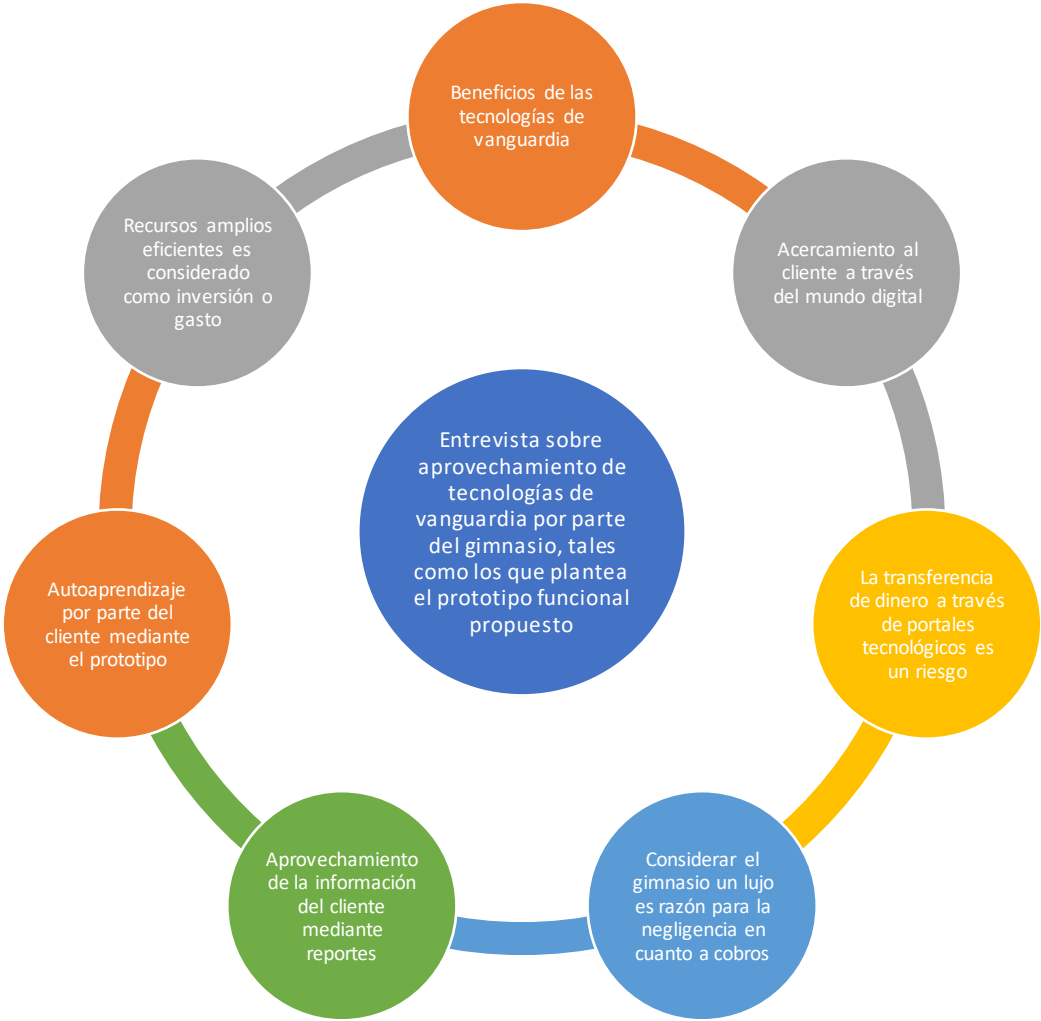 Beneficios de las
tecnologías de
vanguardia
Acercamiento al
cliente a través
del mundo digital
La transferencia
de dinero a través
de portales
tecnológicos es
un riesgo
Considerar el
gimnasio un lujo
es razón para la
negligencia en
cuanto a cobros
Aprovechamiento
de la información
del cliente
mediante
reportes
Autoaprendizaje
por parte del
cliente mediante
el prototipo
Recursos amplios
eficientes es
considerado
como inversión o
gasto
Entrevista sobre
aprovechamiento de
tecnologías de
vanguardia por parte
del gimnasio, tales
como los que plantea
el prototipo funcional
propuesto